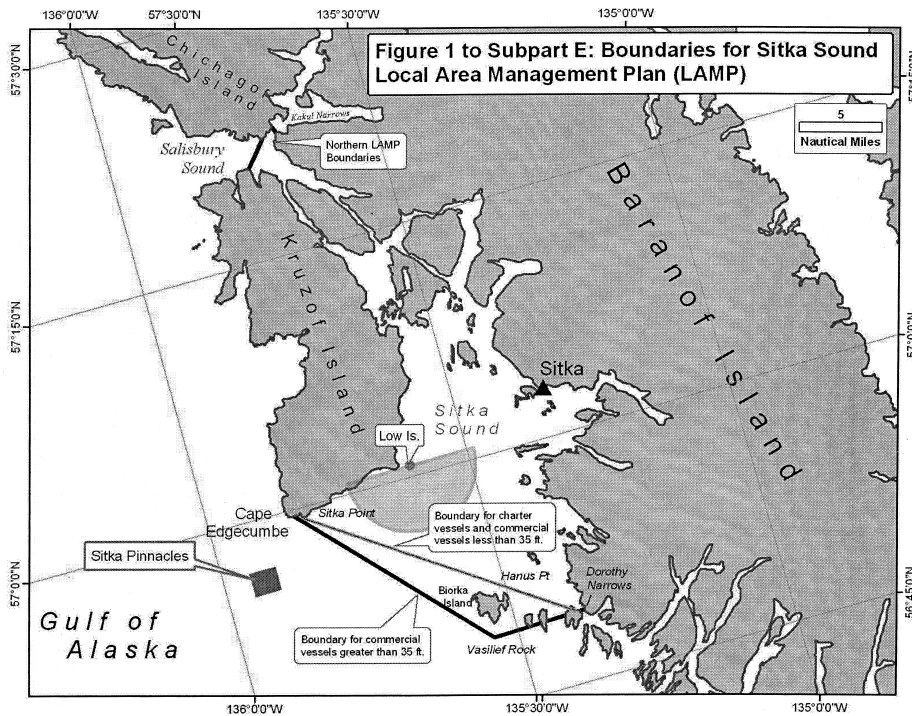 136°0'0"W
57°30'0"W
135°30'0"W
135°0'0"W
Figure 1 to Subpart E: Boundaries for Sitka Sound
Local Area Management Plan (LAMP)
57°30'0"N
Chichagof
Island
Kakul Narrows
5
Nautical Miles
Salisbury
Sound
Northern LAMP
Boundaries
Baranof Island
Kruzof Island
57°15'0"N
57°0'0"N
Sitka
Sitka
Sound
Low Is.
Cape
Edgecumbe
Sitka Point
Boundary for charter
vessels and commercial
vessels less than 35 ft.
Sitka Pinnacles
Hanus Pt
Dorothy
Narrows
57°0'0"N
56°45'0"N
Biorka
Island
Gulf of
Alaska
Boundary for commercial
vessels greater than 35 ft.
Vasilief Rock
136°0'0"W
135°30'0"W
135°0'0"W